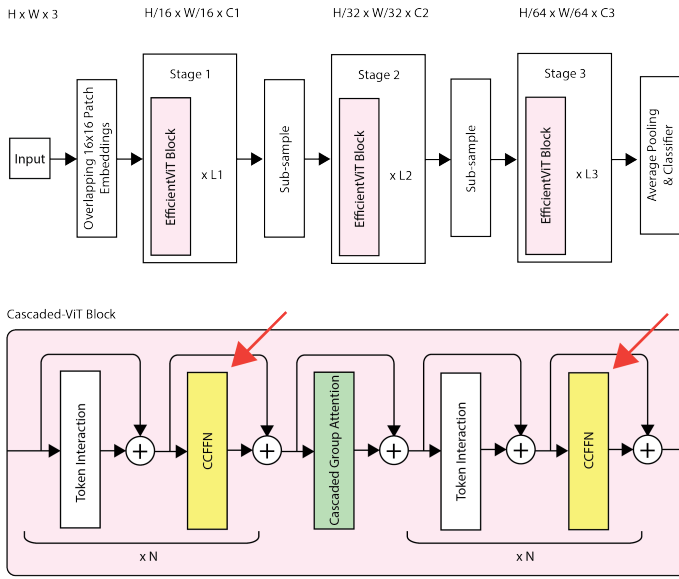 H x W x 3
H/16 x W/16 x C1
H/32 x W/32 x C2
H/64 x W/64 x C3
Input
Overlapping 16x16 Patch
Embeddings
Stage 1
EfficientViT Block
x L1
Sub-sample
Stage 2
EfficientViT Block
x L2
Sub-sample
Stage 3
EfficientViT Block
x L3
Average Pooling
& Classifier
Cascaded-ViT Block
Token Interaction
+
CCFFN
+
Cascaded Group Attention
+
Token Interaction
+
CCFFN
+
x N
x N